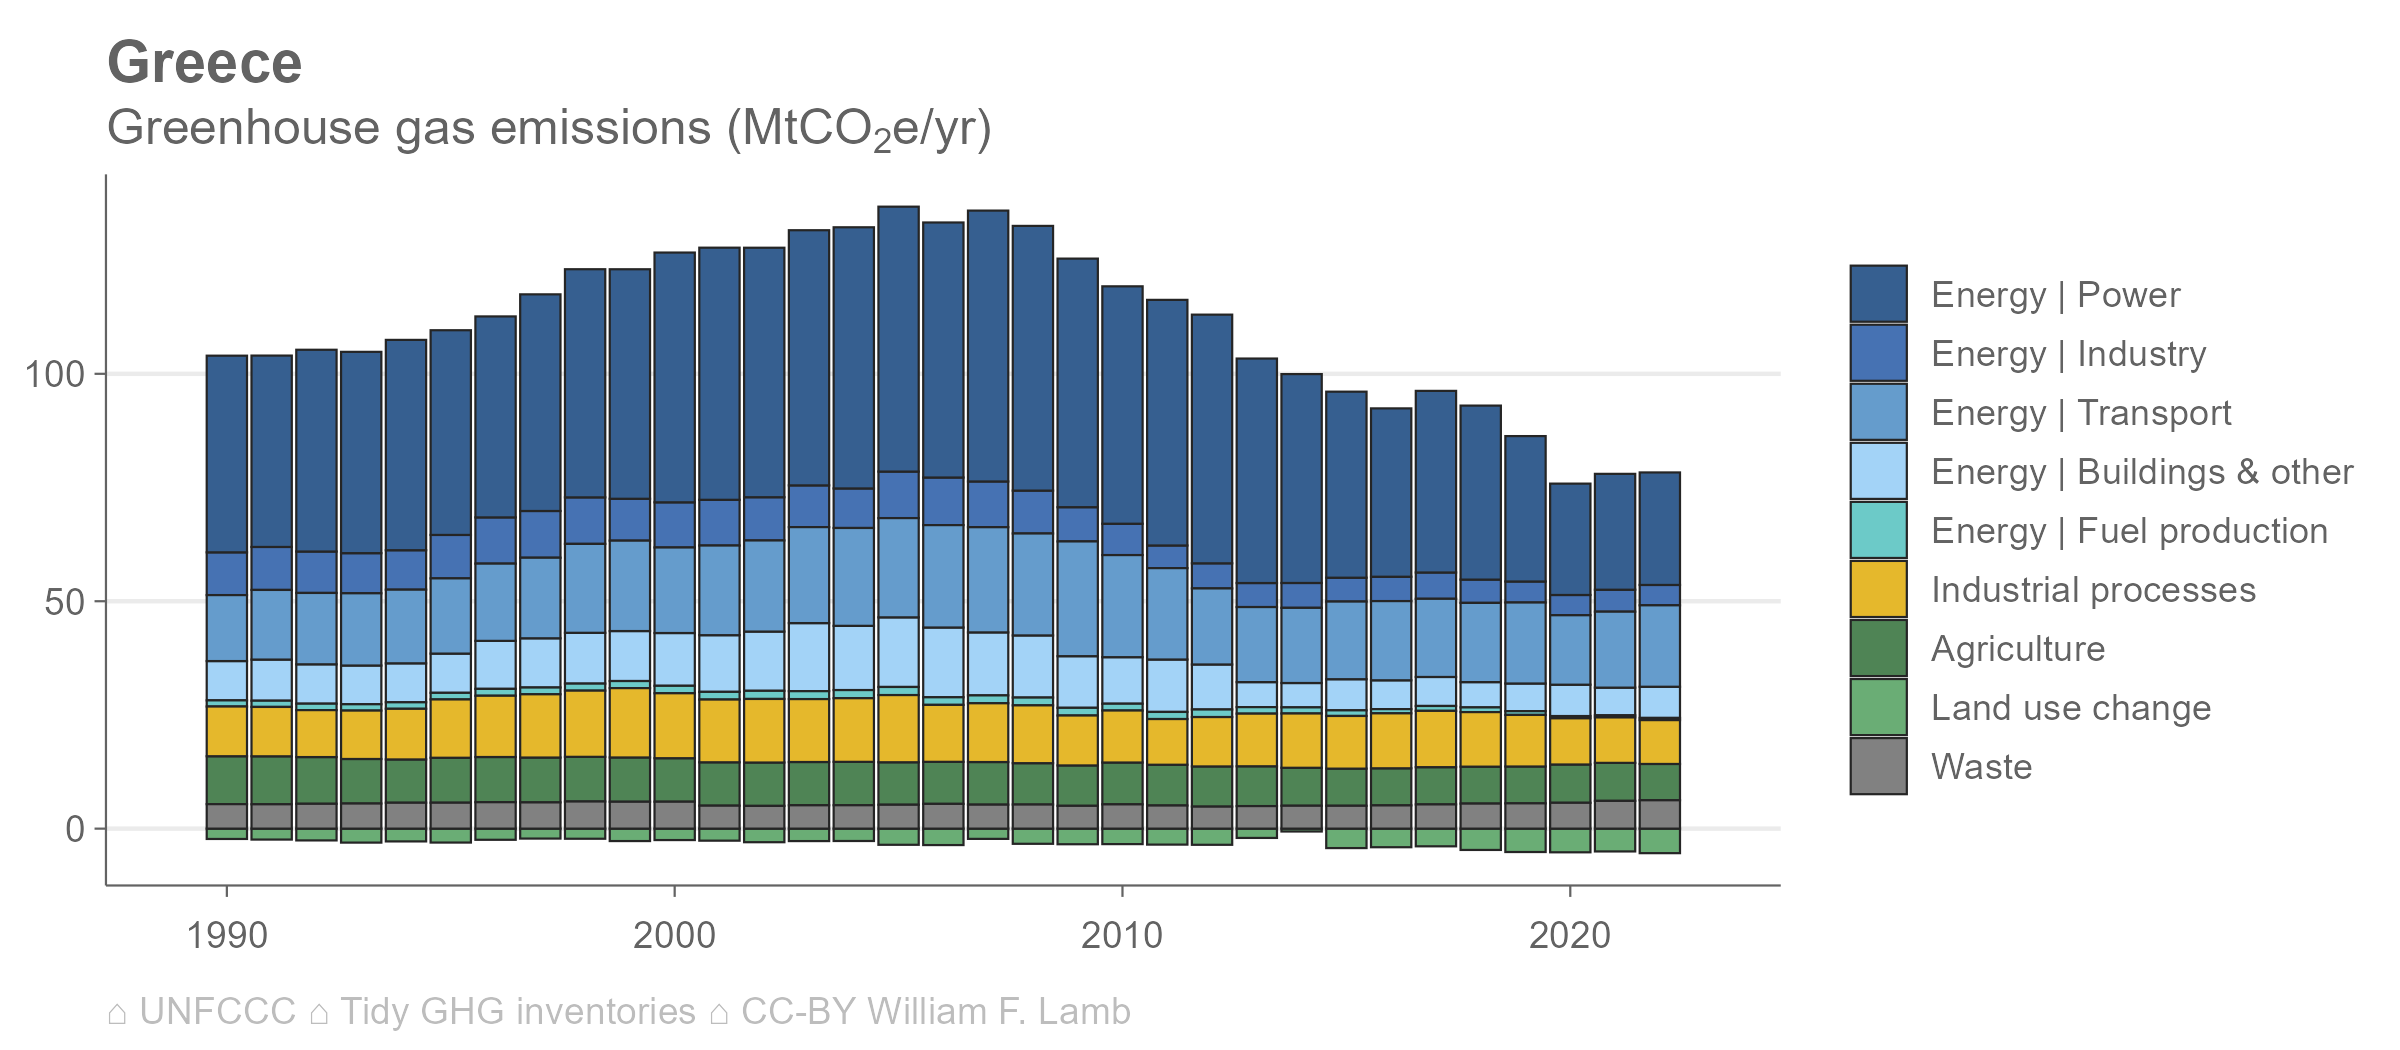 Greece
Greenhouse gas emissions (MtCO₂e/yr)
100
50
0
1990
2000
2010
2020
Energy | Power
Energy | Industry
Energy | Transport
Energy | Buildings & other
Energy | Fuel production
Industrial processes
Agriculture
Land use change
Waste
⌂ UNFCCC ⌂ Tidy GHG inventories ⌂ CC-BY William F. Lamb